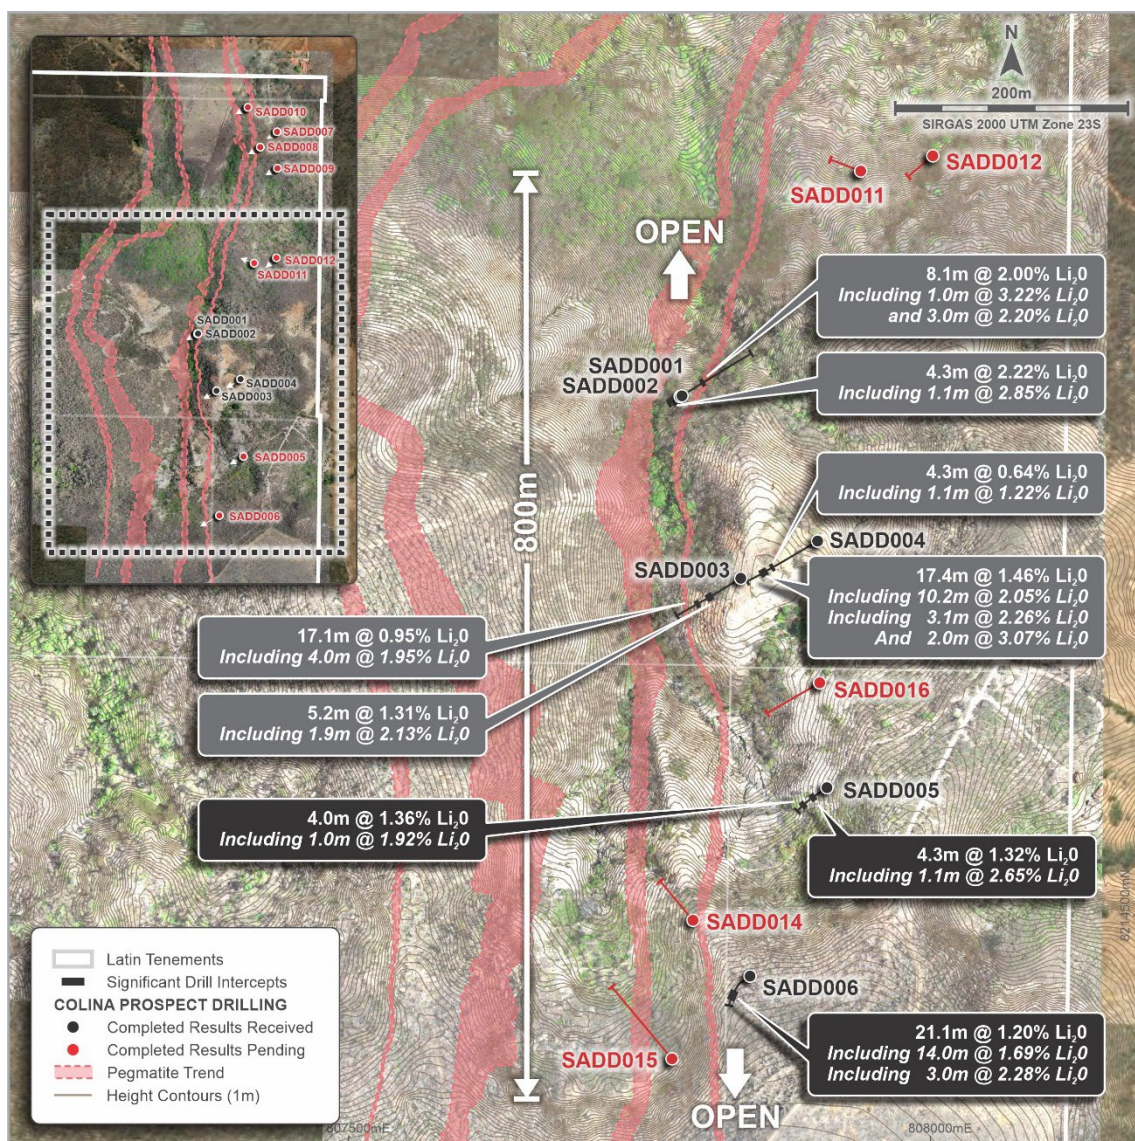 SADD010
SADD007
SADD008
SADD009
SADD012
SADD011
SADD001
SADD002
SADD004
SADD003
SADD005
SADD006
N
200m
SIRGAS 2000 UTM Zone 23S
SADD012
SADD011
OPEN
8.1m @ 2.00% Li₂0
Including 1.0m @ 3.22% Li₂0
and 3.0m @ 2.20% Li₂0
SADD001
SADD002
4.3m @ 2.22% Li₂0
Including 1.1m @ 2.85% Li₂0
800m
4.3m @ 0.64% Li₂0
Including 1.1m @ 1.22% Li₂0
SADD004
SADD003
17.4m @ 1.46% Li₂0
Including 10.2m @ 2.05% Li₂0
Including 3.1m @ 2.26% Li₂0
And 2.0m @ 3.07% Li₂0
17.1m @ 0.95% Li₂0
Including 4.0m @ 1.95% Li₂0
SADD016
5.2m @ 1.31% Li₂0
Including 1.9m @ 2.13% Li₂0
SADD005
4.0m @ 1.36% Li₂0
Including 1.0m @ 1.92% Li₂0
4.3m @ 1.32% Li₂0
Including 1.1m @ 2.65% Li₂0
SADD014
SADD006
21.1m @ 1.20% Li₂0
Including 14.0m @ 1.69% Li₂0
Including 3.0m @ 2.28% Li₂0
SADD015
OPEN
Latin Tenements
Significant Drill Intercepts
COLINA PROSPECT DRILLING
Completed Results Received
Completed Results Pending
Pegmatite Trend
Height Contours (1m)
807500mE
808000mE